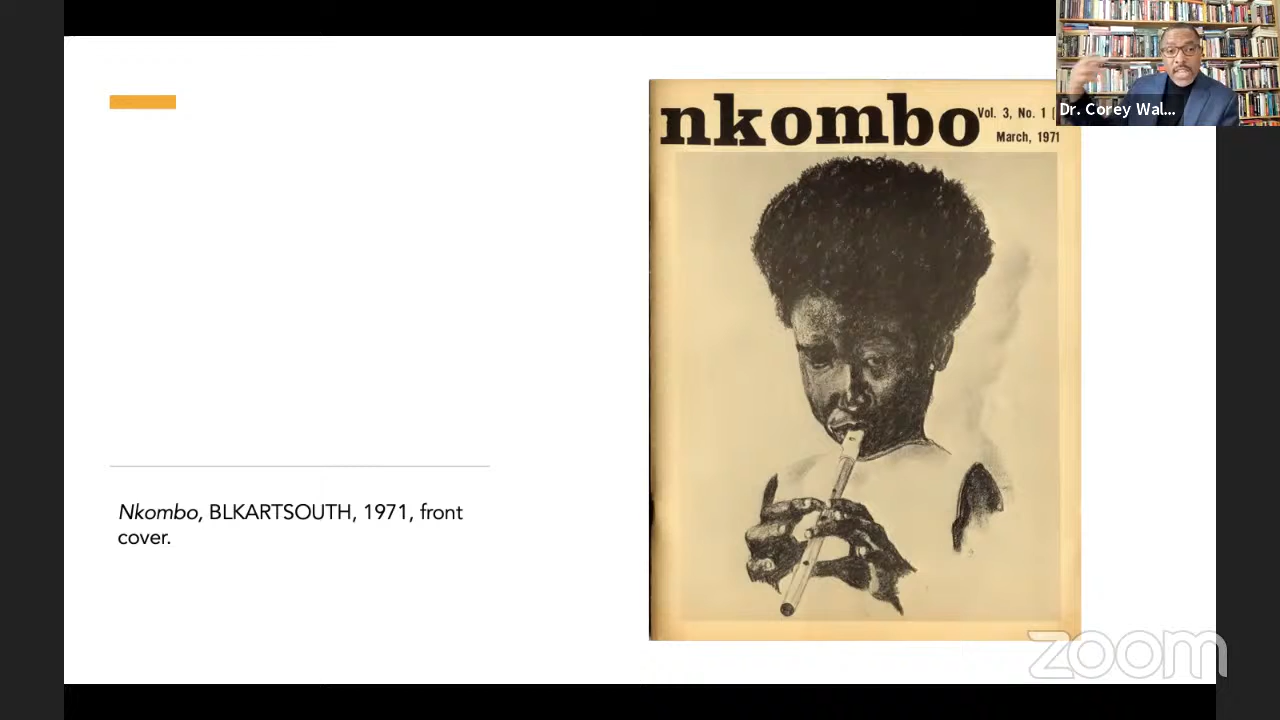 nkombo
Vol. 3, No. 1 |
March, 1971
Dr. Corey Wal...
Nkombo, BLKARTSOUTH, 1971, front
cover.
zoom